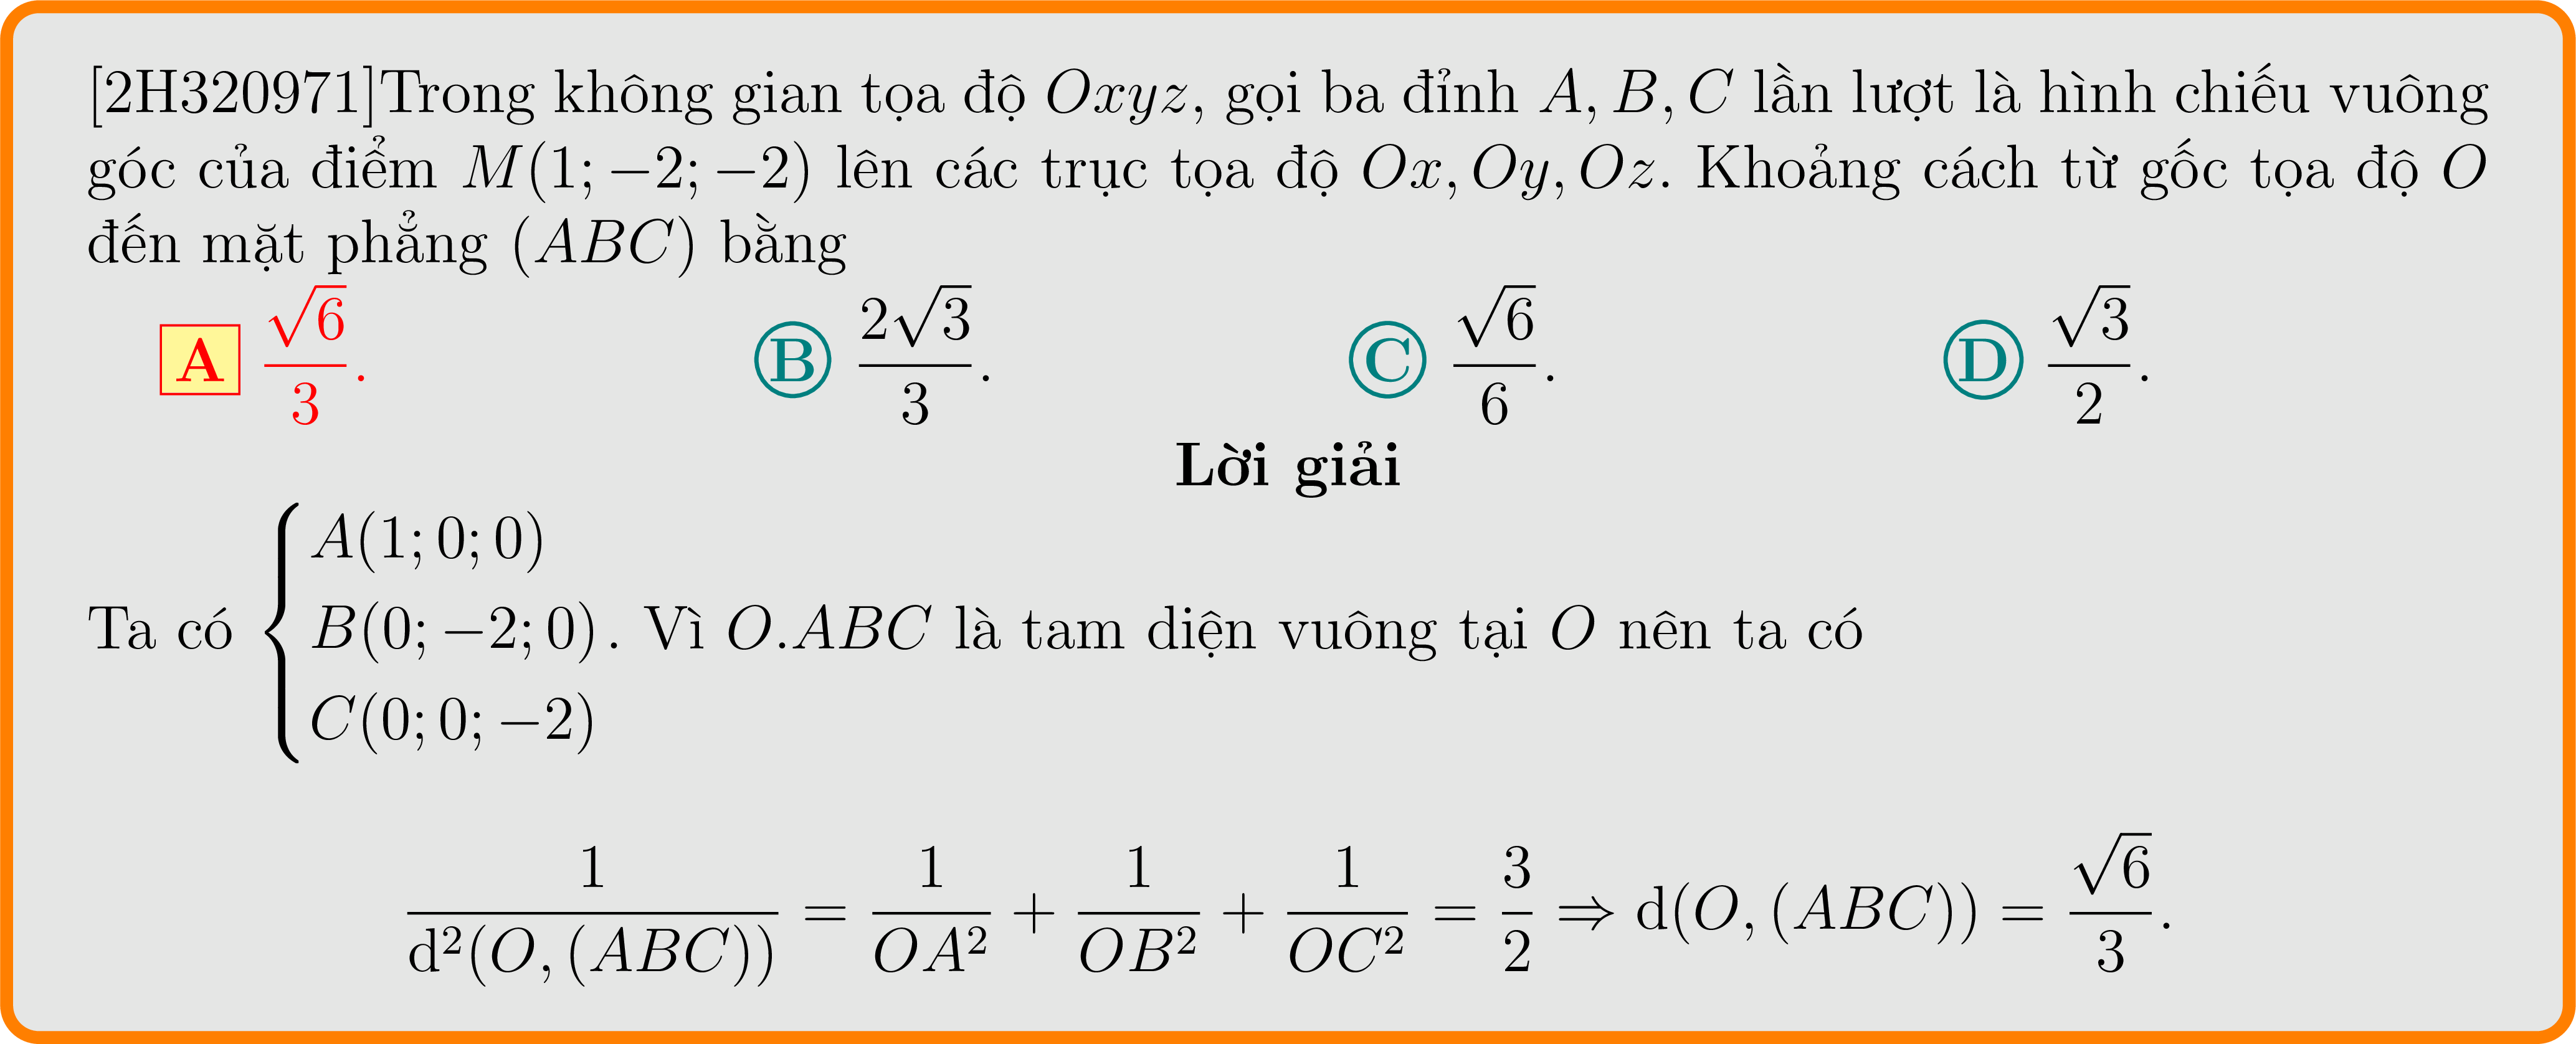 [2H320971]Trong không gian tọa độ $Oxyz$, gọi ba đỉnh $A, B, C$ lần lượt là hình chiếu vuông
góc của điểm $M(1; -2; -2)$ lên các trục tọa độ $Ox, Oy, Oz$. Khoảng cách từ gốc tọa độ $O$
đến mặt phẳng $(ABC)$ bằng
A $\frac{\sqrt{6}}{3}$. B $\frac{2\sqrt{3}}{3}$. C $\frac{\sqrt{6}}{6}$. D $\frac{\sqrt{3}}{2}$.
Lời giải
Ta có $\begin{cases} A(1; 0; 0) \\ B(0; -2; 0) \\ C(0; 0; -2) \end{cases}$. Vì $O.ABC$ là tam diện vuông tại $O$ nên ta có
$\frac{1}{\mathrm{d}^2(O, (ABC))} = \frac{1}{OA^2} + \frac{1}{OB^2} + \frac{1}{OC^2} = \frac{3}{2} \Rightarrow \mathrm{d}(O, (ABC)) = \frac{\sqrt{6}}{3}.$